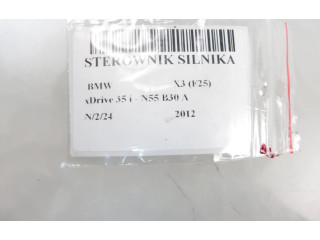 STEROWNIK SILNIKA
BMW X3 (F25)
xDrive 35 i - N55 B30 A
N/2/24 2012